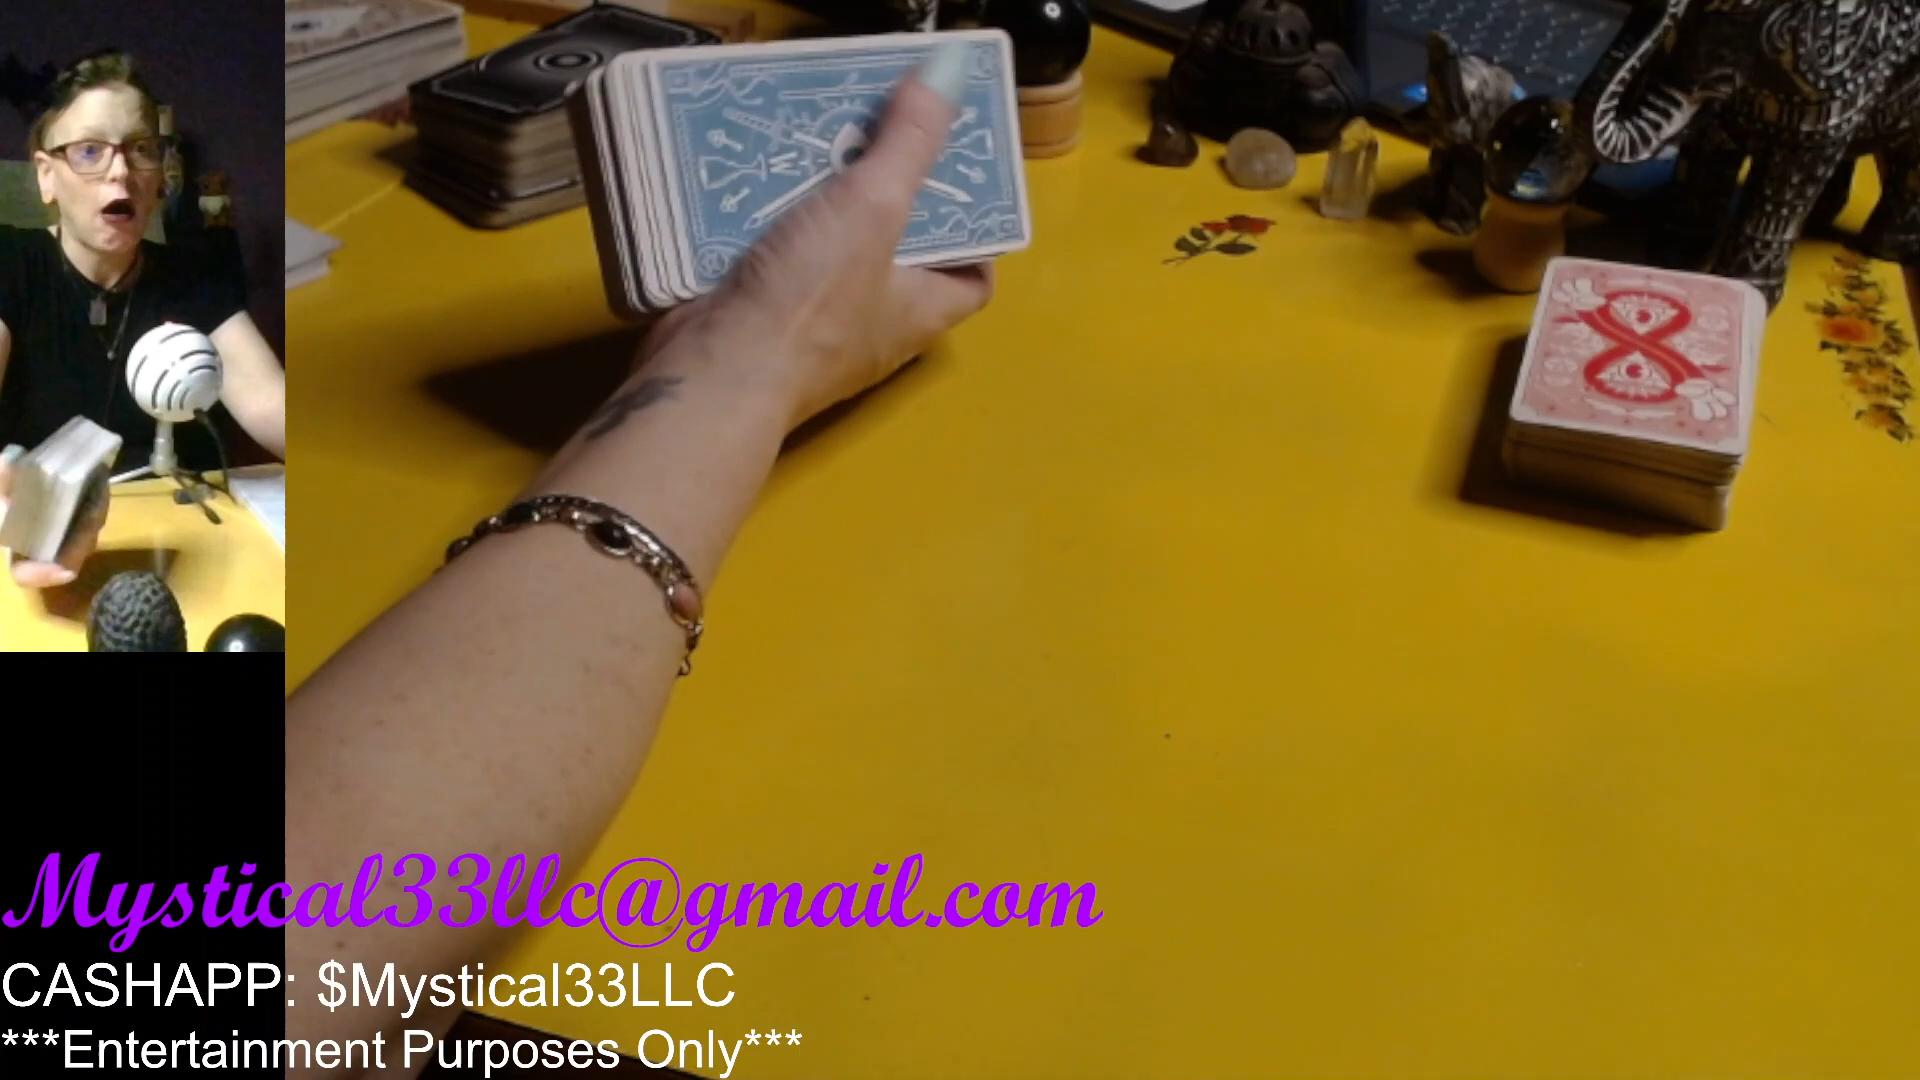 Mystical33llc@gmail.com
CASHAPP: $Mystical33LLC
***Entertainment Purposes Only***